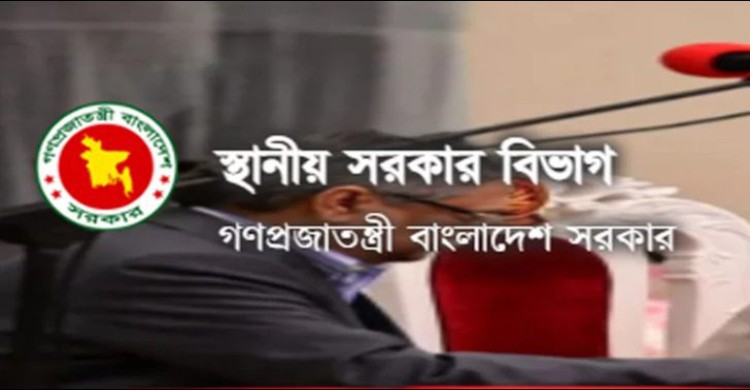 গণপ্রজাতন্ত্রী বাংলাদেশ
সরকার
স্থানীয় সরকার বিভাগ
গণপ্রজাতন্ত্রী বাংলাদেশ সরকার